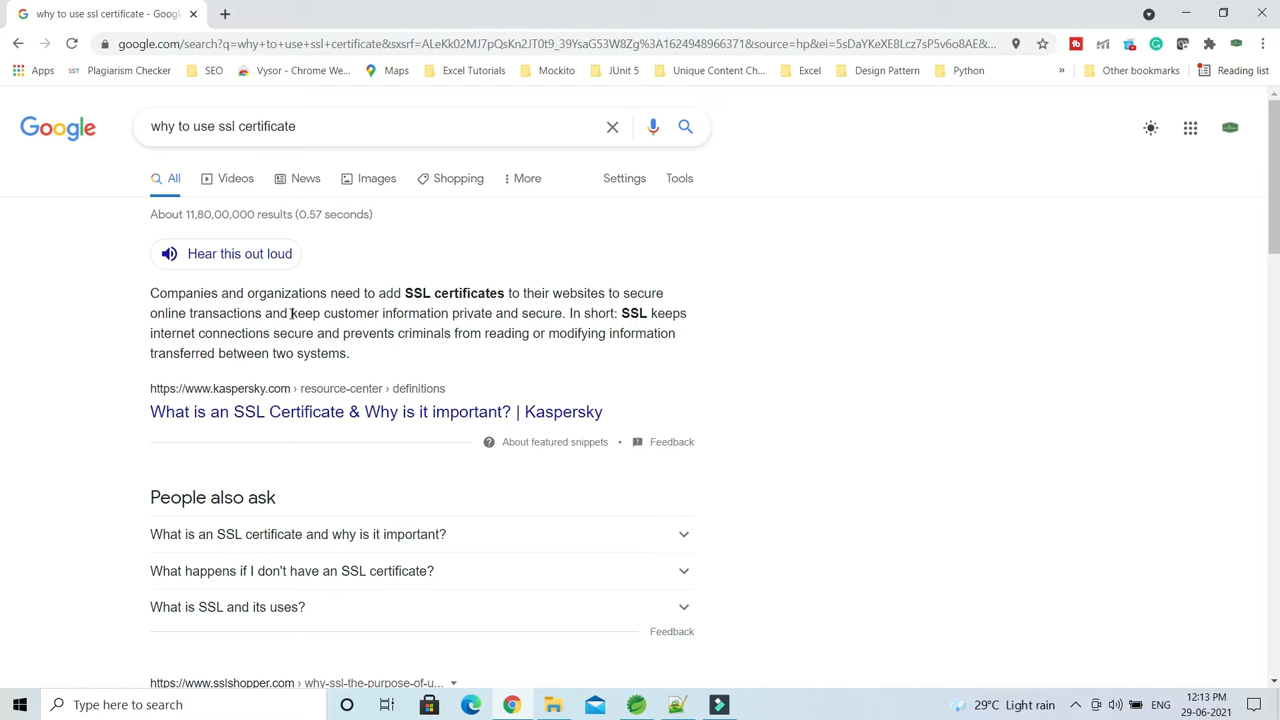 why to use ssl certificate - Googl
google.com/search?q=why+to+use+ssl+certificate&sxsrf=
Apps
SST Plagiarism Checker
SEO
Vysor - Chrome We...
Maps
Excel Tutorials
Mockito
JUnit 5
Unique Content Ch...
Excel
Design Pattern
Python
»
Other bookmarks
Reading list
Google
why to use ssl certificate
All
Videos
News
Images
Shopping
More
Settings
Tools
About 11,80,00,000 results (0.57 seconds)
Hear this out loud
Companies and organizations need to add SSL certificates to their websites to secure
online transactions and keep customer information private and secure. In short: SSL keeps
internet connections secure and prevents criminals from reading or modifying information
transferred between two systems.
https://www.kaspersky.com › resource-center › definitions
What is an SSL Certificate & Why is it important? | Kaspersky
About featured snippets • Feedback
People also ask
What is an SSL certificate and why is it important?
What happens if I don't have an SSL certificate?
What is SSL and its uses?
Feedback
https://www.sslshopper.com › why-ssl-the-purpose-of-u...
Type here to search
29°C Light rain
ENG
12:13 PM
29-06-2021